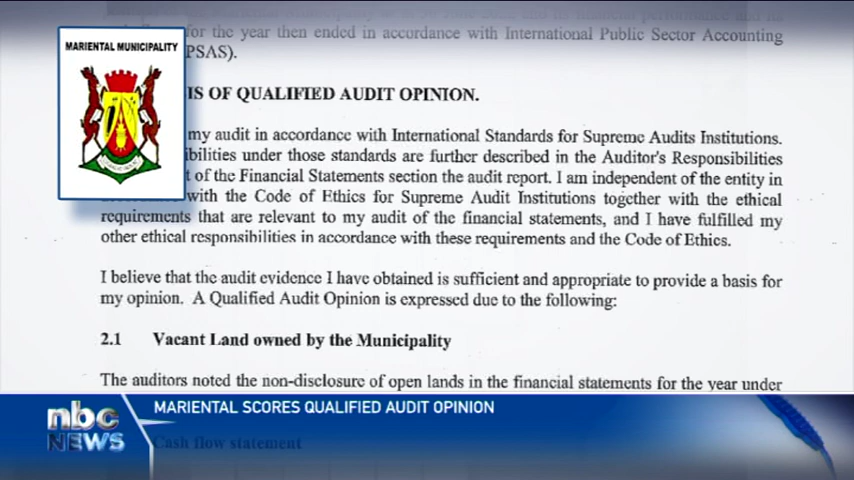 for the year then ended in accordance with International Public Sector Accounting
PSAS).
MARIENTAL MUNICIPALITY
IS OF QUALIFIED AUDIT OPINION.
my audit in accordance with International Standards for Supreme Audits Institutions.
ibilities under those standards are further described in the Auditor's Responsibilities
t of the Financial Statements section the audit report. I am independent of the entity in
with the Code of Ethics for Supreme Audit Institutions together with the ethical
requirements that are relevant to my audit of the financial statements, and I have fulfilled my
other ethical responsibilities in accordance with these requirements and the Code of Ethics.
I believe that the audit evidence I have obtained is sufficient and appropriate to provide a basis for
my opinion. A Qualified Audit Opinion is expressed due to the following:
2.1 Vacant Land owned by the Municipality
The auditors noted the non-disclosure of open lands in the financial statements for the year under
nbc
NEWS
MARIENTAL SCORES QUALIFIED AUDIT OPINION
Cash flow statement